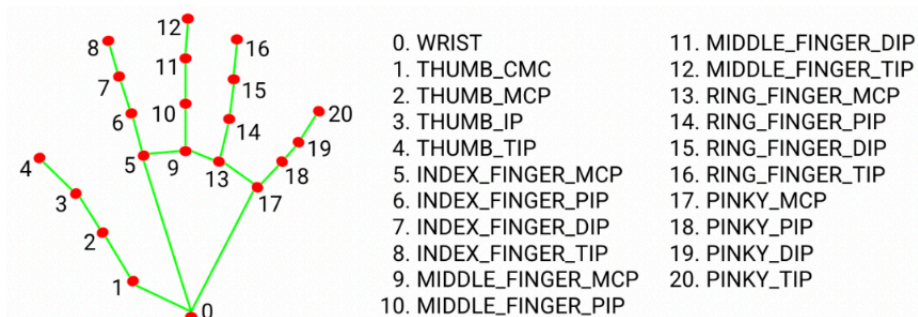 12
8
16
11
7
15
10
6
14
20
4
5
9
19
13
18
3
17
2
1
0
0. WRIST
1. THUMB_CMC
2. THUMB_MCP
3. THUMB_IP
4. THUMB_TIP
5. INDEX_FINGER_MCP
6. INDEX_FINGER_PIP
7. INDEX_FINGER_DIP
8. INDEX_FINGER_TIP
9. MIDDLE_FINGER_MCP
10. MIDDLE_FINGER_PIP
11. MIDDLE_FINGER_DIP
12. MIDDLE_FINGER_TIP
13. RING_FINGER_MCP
14. RING_FINGER_PIP
15. RING_FINGER_DIP
16. RING_FINGER_TIP
17. PINKY_MCP
18. PINKY_PIP
19. PINKY_DIP
20. PINKY_TIP